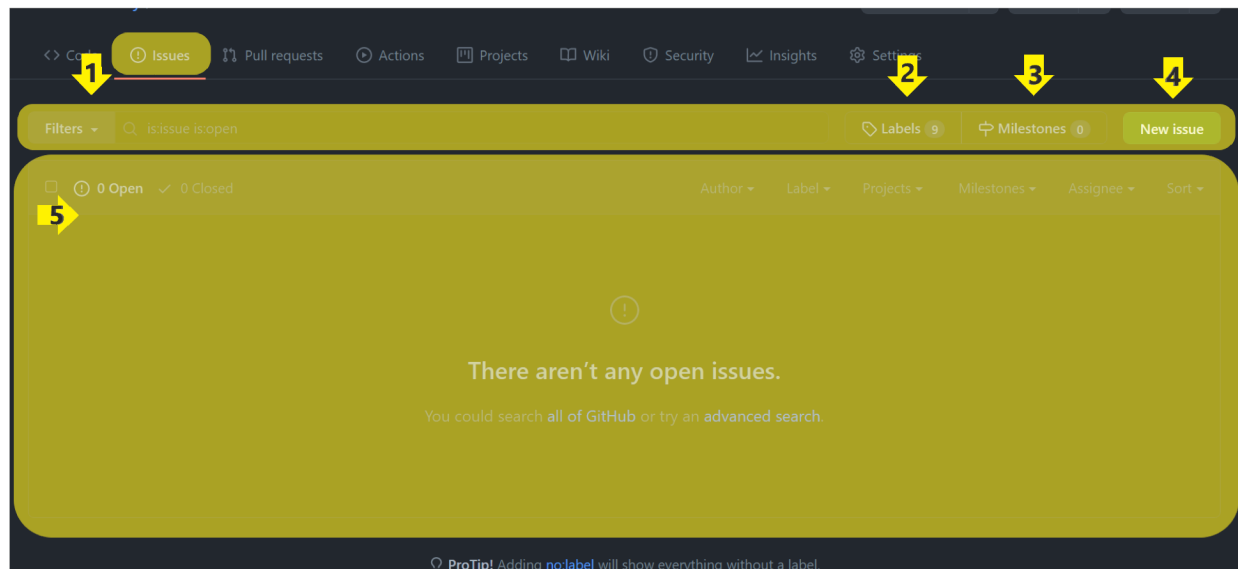 <> Code Issues Pull requests Actions Projects Wiki Security Insights Settings
1 2 3 4
Filters is:issue is:open Labels 9 Milestones 0 New issue
0 Open 0 Closed Author Label Projects Milestones Assignee Sort
5
There aren't any open issues.
You could search all of GitHub or try an advanced search.
ProTip! Adding no:label will show everything without a label